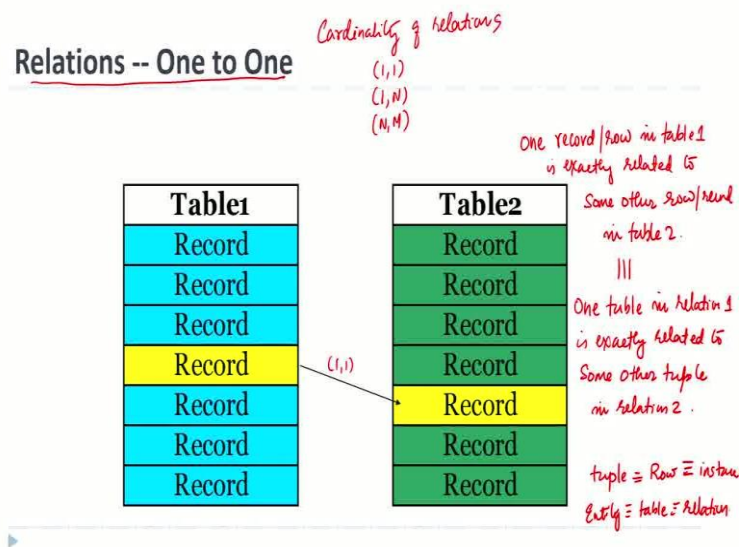 Relations -- One to One
Cardinality of relations
(1,1)
(1,N)
(N,M)
One record/row in table1
is exactly related to
Some other row/
in table 2.
|||
One table in relation 1
is exactly related to
Some other tuple
in relation 2.
tuple ≡ Row ≡ instance
Entity ≡ table ≡ relation
Table1
Record
Record
Record
Record
Record
Record
Record
(1,1)
Table2
Record
Record
Record
Record
Record
Record
Record